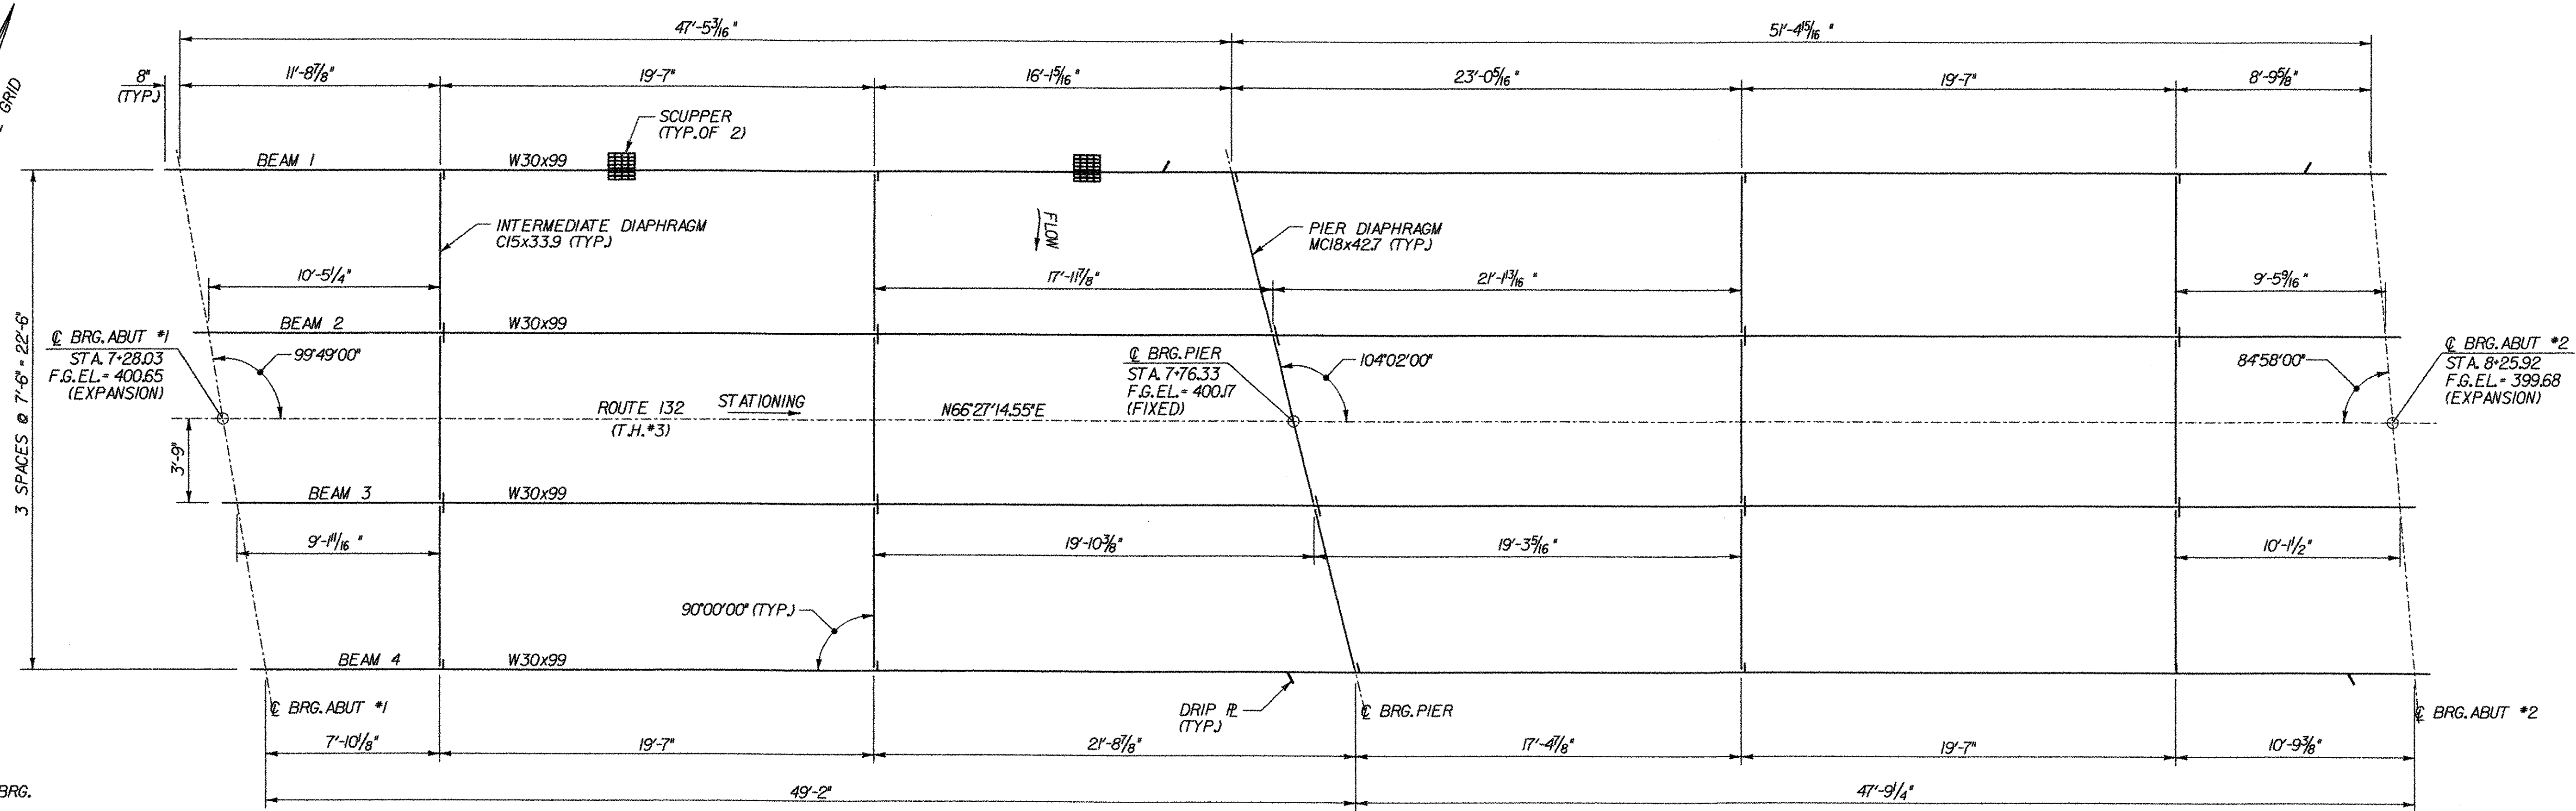 47'-5 3/16"
51'-4 15/16"
8"
(TYP.)
11'-8 7/8"
19'-7"
16'-1 5/16"
23'-0 5/16"
19'-7"
8'-9 5/8"
GRID
SCUPPER
(TYP. OF 2)
BEAM 1
W30x99
INTERMEDIATE DIAPHRAGM
C15x33.9 (TYP.)
FLOW
PIER DIAPHRAGM
MC18x42.7 (TYP.)
10'-5 1/4"
17'-11 7/8"
21'-1 13/16"
9'-5 9/16"
BEAM 2
W30x99
℄ BRG. ABUT #1
STA. 7+28.03
F.G. EL. = 400.65
(EXPANSION)
99°49'00"
℄ BRG. PIER
STA. 7+76.33
F.G. EL. = 400.17
(FIXED)
104°02'00"
84°58'00"
℄ BRG. ABUT #2
STA. 8+25.92
F.G. EL. = 399.68
(EXPANSION)
ROUTE 132
(T.H. #3)
STATIONING
N66°27'14.55"E
3 SPACES @ 7'-6" = 22'-6"
3'-9"
BEAM 3
W30x99
9'-1 11/16"
19'-10 3/8"
19'-3 5/16"
10'-1 1/2"
90°00'00" (TYP.)
BEAM 4
W30x99
℄ BRG. ABUT #1
DRIP ℙL
(TYP.)
℄ BRG. PIER
℄ BRG. ABUT #2
7'-10 1/8"
19'-7"
21'-8 7/8"
17'-4 7/8"
19'-7"
10'-9 3/8"
BRG.
49'-2"
47'-9 1/4"